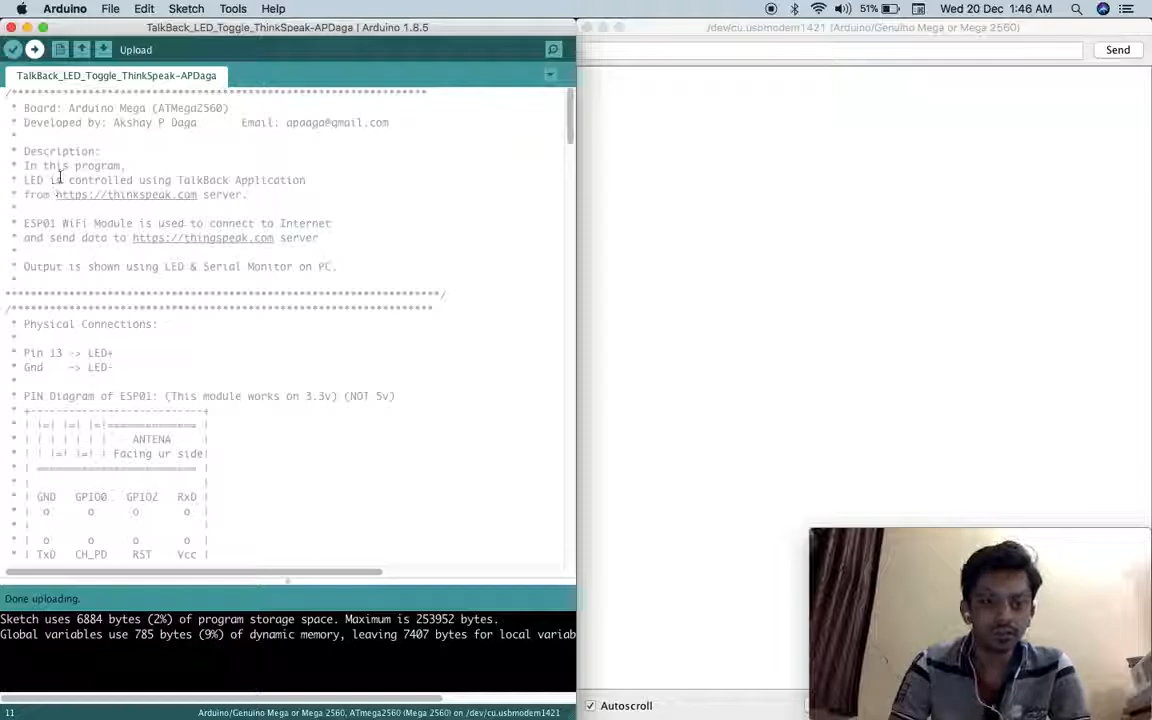 Arduino File Edit Sketch Tools Help 51% Wed 20 Dec 1:46 AM
TalkBack_LED_Toggle_ThinkSpeak-APDaga | Arduino 1.8.5
/dev/cu.usbmodem1421 (Arduino/Genuino Mega or Mega 2560)
Upload
Send
TalkBack_LED_Toggle_ThinkSpeak-APDaga
/*****************************************************************
* Board: Arduino Mega (ATMega2560)
* Developed by: Akshay P Daga Email: apdaga@gmail.com
*
* Description:
* In this program,
* LED is controlled using TalkBack Application
* from https://thinkspeak.com server.
*
* ESP01 WiFi Module is used to connect to Internet
* and send data to https://thingspeak.com server
*
* Output is shown using LED & Serial Monitor on PC.
*
********************************************************************/
/******************************************************************
* Physical Connections:
*
* Pin 13 -> LED+
* Gnd -> LED-
*
* PIN Diagram of ESP01: (This module works on 3.3v) (NOT 5v)
* +---------------------------+
* | |=| |=| |=!============== |
* | | | | | | | ANTENA |
* | |=! |=! | Facing ur side|
* | ========================= |
* | |
* | GND GPIO0 GPIO2 RxD |
* | o o o o |
* | |
* | o o o o |
* | TxD CH_PD RST Vcc |
Done uploading.
Sketch uses 6884 bytes (2%) of program storage space. Maximum is 253952 bytes.
Global variables use 785 bytes (9%) of dynamic memory, leaving 7407 bytes for local variab
Autoscroll
11 Arduino/Genuino Mega or Mega 2560, ATmega2560 (Mega 2560) on /dev/cu.usbmodem1421